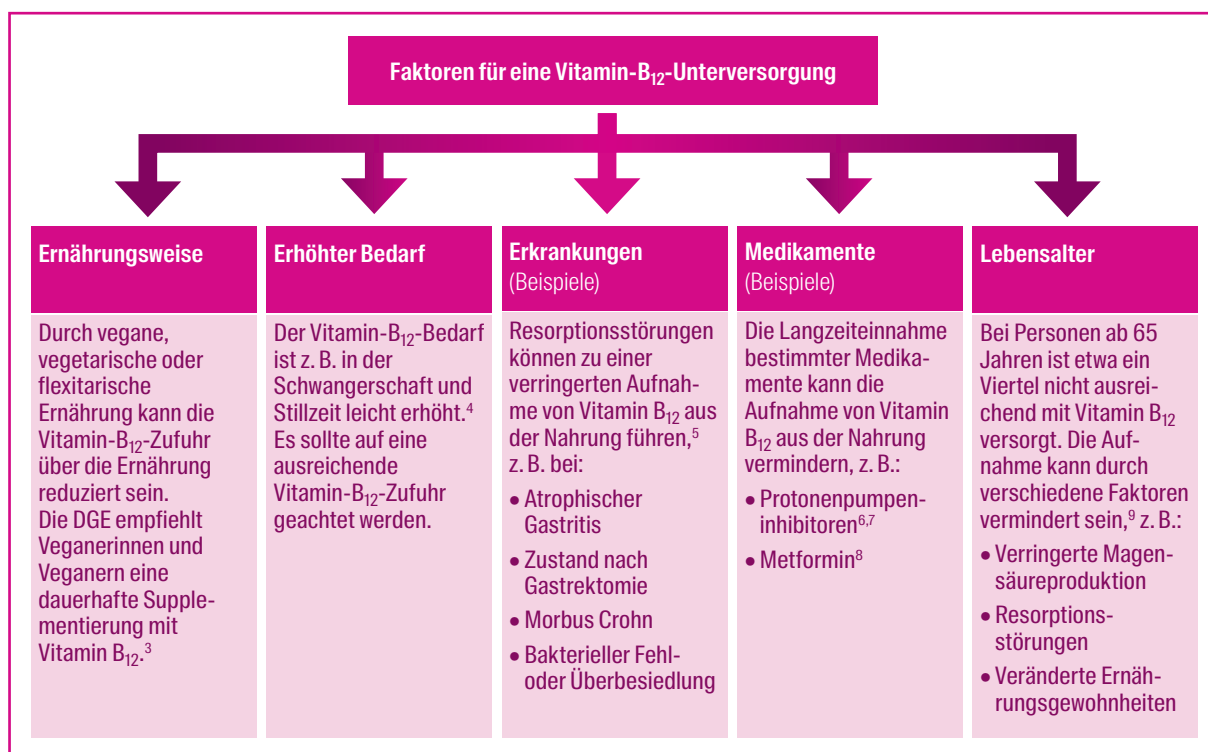 Faktoren für eine Vitamin-B₁₂-Unterversorgung
Ernährungsweise
Durch vegane,
vegetarische oder
flexitarische
Ernährung kann die
Vitamin-B₁₂-Zufuhr
über die Ernährung
reduziert sein.
Die DGE empfiehlt
Veganerinnen und
Veganern eine
dauerhafte Supple-
mentierung mit
Vitamin B₁₂.³
Erhöhter Bedarf
Der Vitamin-B₁₂-Bedarf
ist z. B. in der
Schwangerschaft und
Stillzeit leicht erhöht.⁴
Es sollte auf eine
ausreichende
Vitamin-B₁₂-Zufuhr
geachtet werden.
Erkrankungen
(Beispiele)
Resorptionsstörungen
können zu einer
verringerten Aufnah-
me von Vitamin B₁₂ aus
der Nahrung führen,⁵
z. B. bei:
• Atrophischer
Gastritis
• Zustand nach
Gastrektomie
• Morbus Crohn
• Bakterieller Fehl-
oder Überbesiedlung
Medikamente
(Beispiele)
Die Langzeiteinnahme
bestimmter Medika-
mente kann die
Aufnahme von Vitamin
B₁₂ aus der Nahrung
vermindern, z. B.:
• Protonenpumpen-
inhibitoren⁶,⁷
• Metformin⁸
Lebensalter
Bei Personen ab 65
Jahren ist etwa ein
Viertel nicht ausrei-
chend mit Vitamin B₁₂
versorgt. Die Auf-
nahme kann durch
verschiedene Faktoren
vermindert sein,⁹ z. B.:
• Verringerte Magen-
säureproduktion
• Resorptions-
störungen
• Veränderte Ernäh-
rungsgewohnheiten